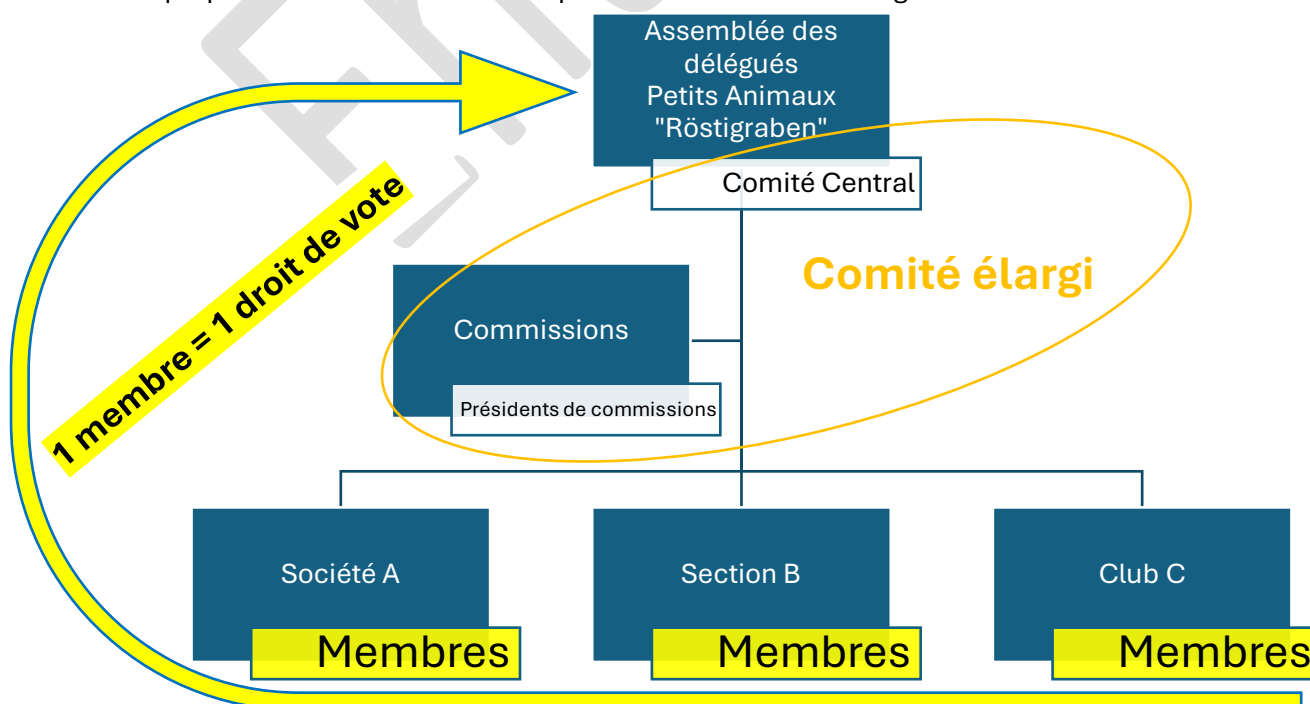 Assemblée des
délégués
Petits Animaux
"Röstigraben"
Comité Central
1 membre = 1 droit de vote
Comité élargi
Commissions
Présidents de commissions
Société A
Section B
Club C
Membres
Membres
Membres